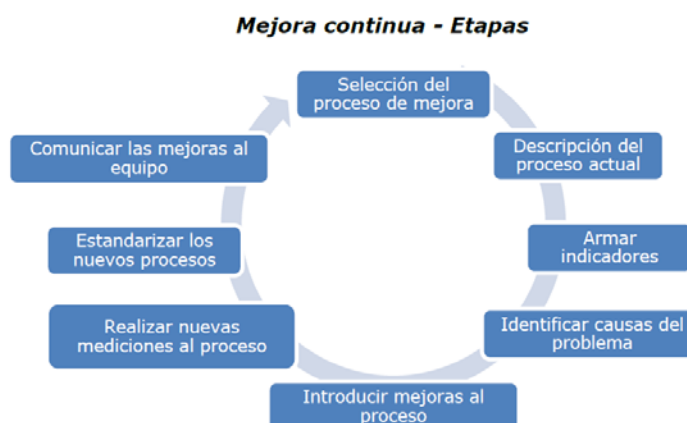 Mejora continua - Etapas
Selección del
proceso de mejora
Descripción del
proceso actual
Armar
indicadores
Identificar causas del
problema
Introducir mejoras al
proceso
Realizar nuevas
mediciones al proceso
Estandarizar los
nuevos procesos
Comunicar las mejoras al
equipo